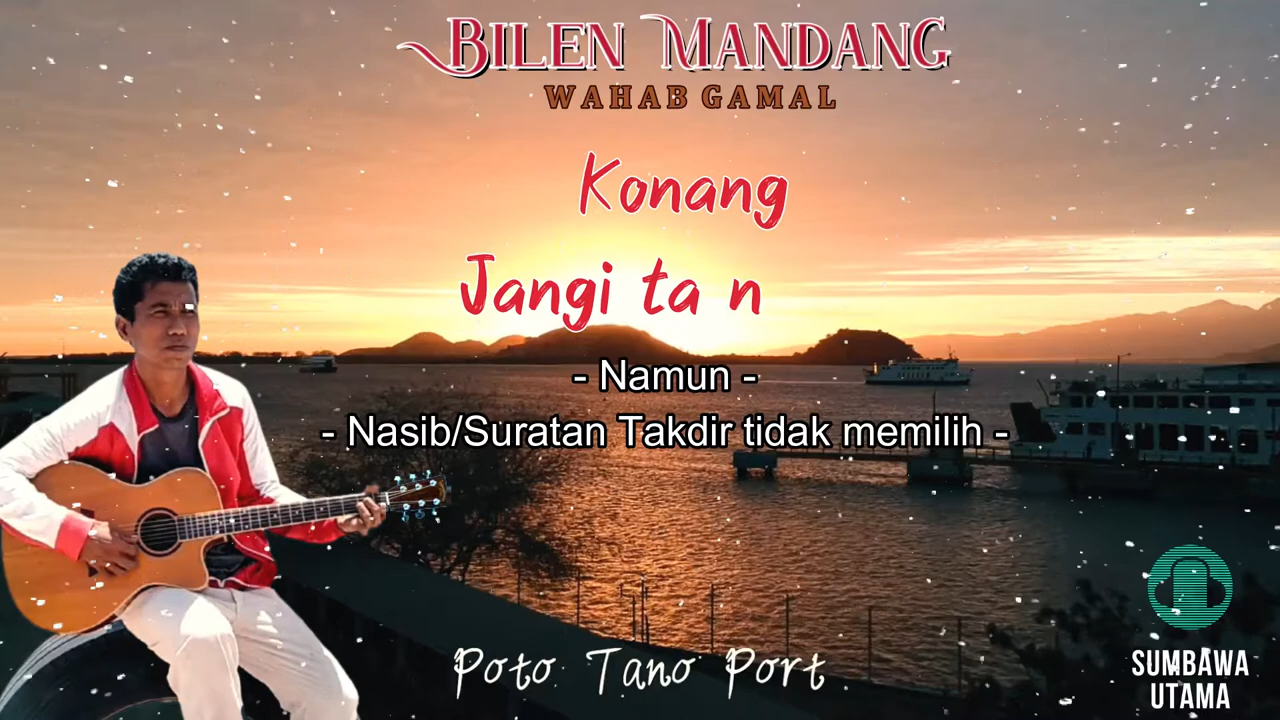 BILEN MANDANG
WAHAB GAMAL
Konang
Jangi ta n
- Namun -
- Nasib/Suratan Takdir tidak memilih -
Poto Tano Port
SUMBAWA
UTAMA